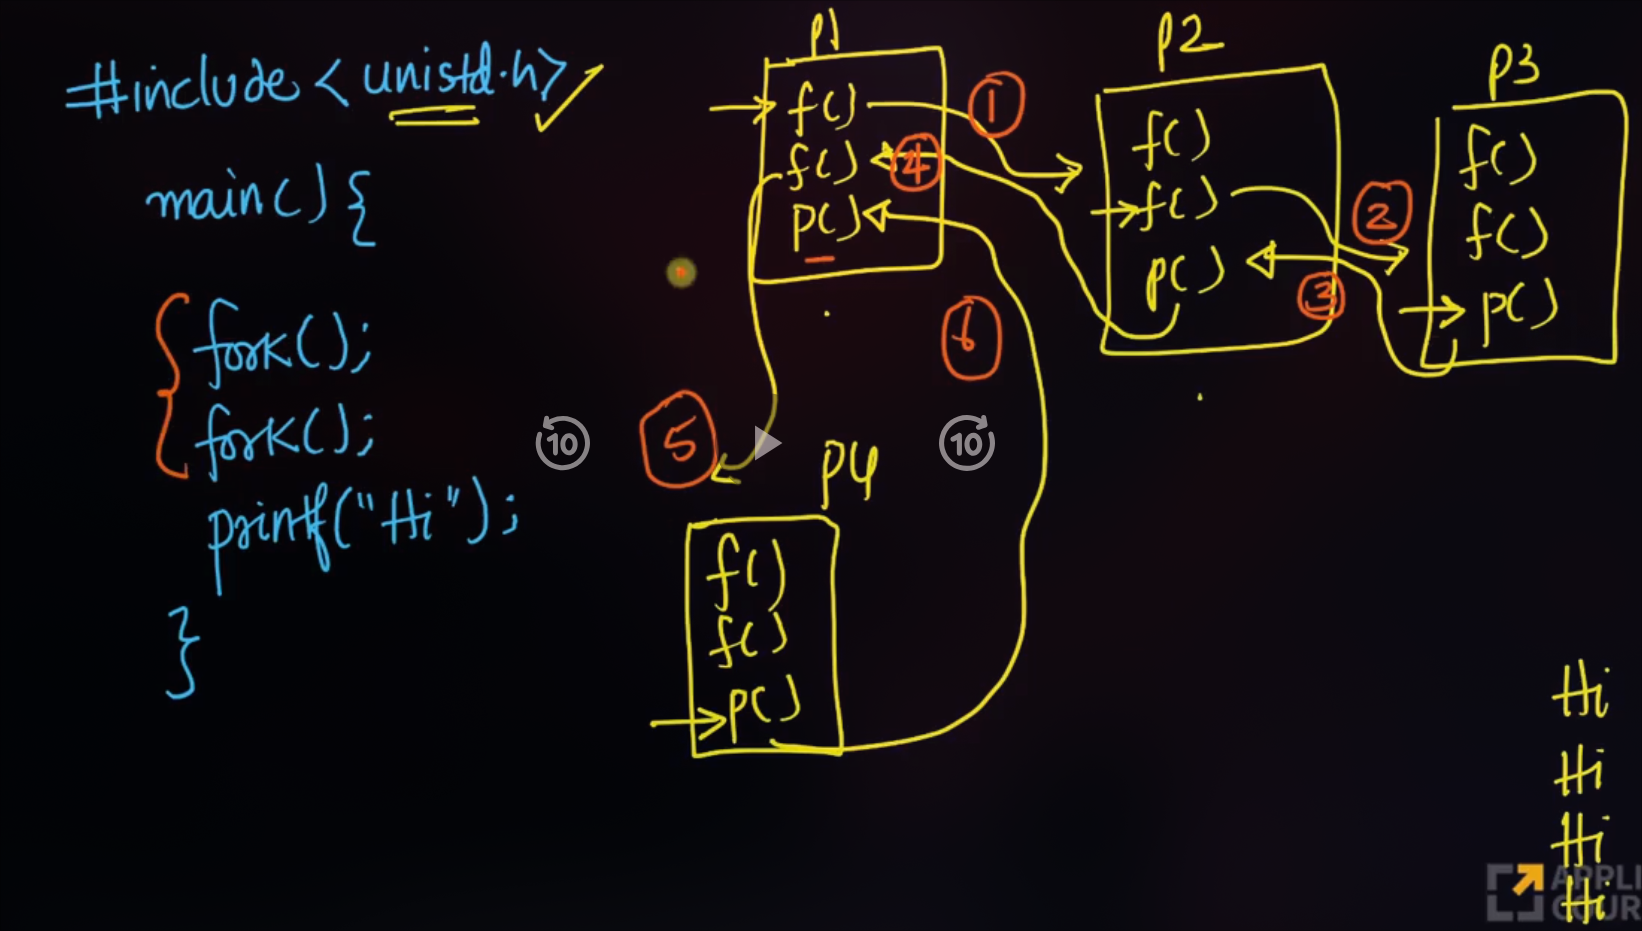 #include <unistd.h>
main() {
fork();
fork();
printf("Hi");
}
P1
f()
f()
p()
P2
f()
f()
p()
P3
f()
f()
p()
1
4
2
3
6
5
10
10
P4
f()
f()
p()
Hi
Hi
Hi
Hi
APPLI
COUR